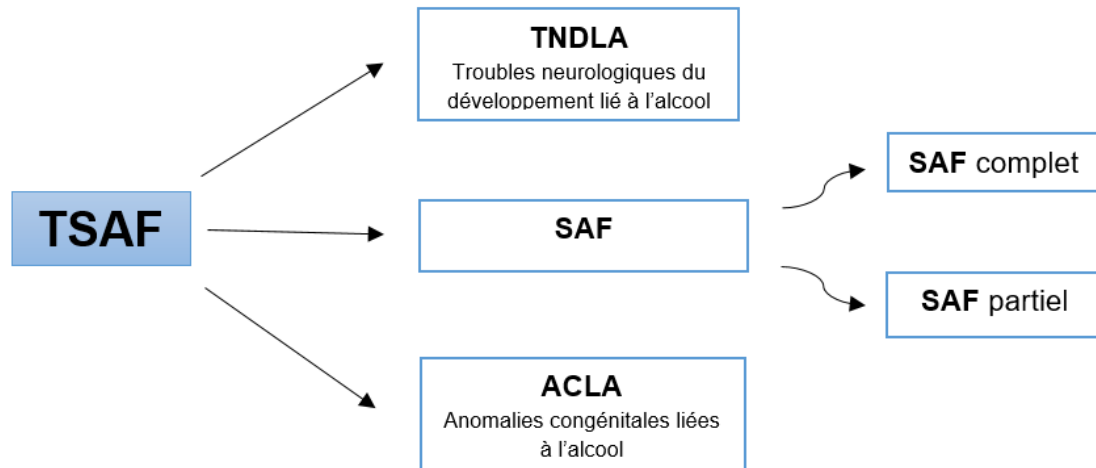 TNDLA
Troubles neurologiques du
développement lié à l'alcool
SAF complet
TSAF
SAF
SAF partiel
ACLA
Anomalies congénitales liées
à l'alcool